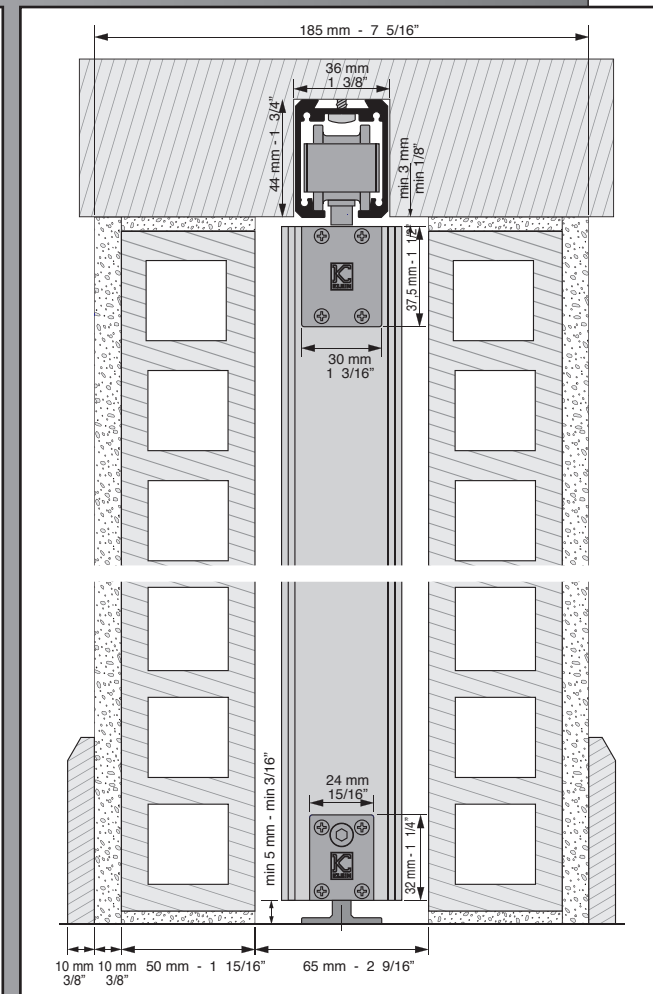 185 mm - 7 5/16”
36 mm
1 3/8”
44 mm - 1 3/4”
min 3 mm
min 1/8”
37,5 mm - 1 1/2”
KLEIN
30 mm
1 3/16”
min 5 mm - min 3/16”
24 mm
15/16”
32 mm - 1 1/4”
KLEIN
10 mm
3/8”
10 mm
3/8”
50 mm - 1 15/16”
65 mm - 2 9/16”